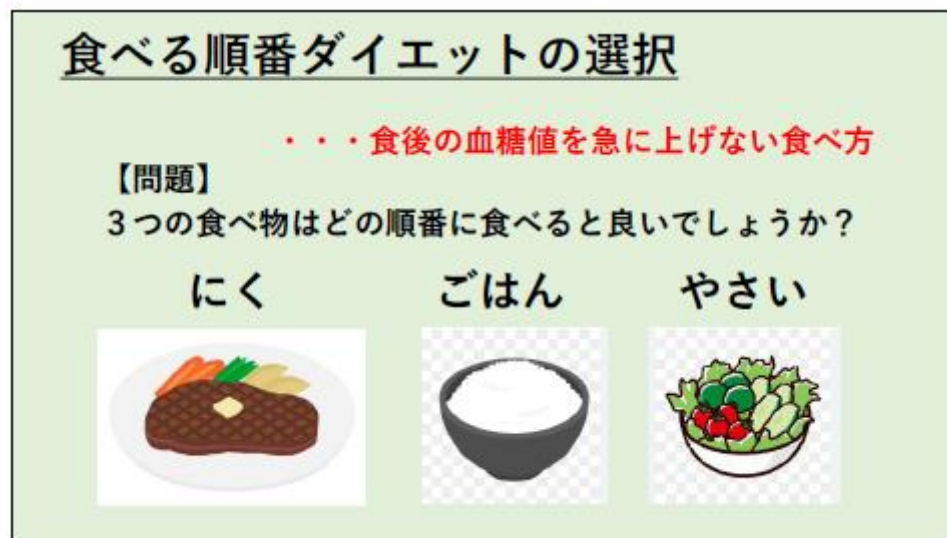 食べる順番ダイエットの選択
・・・食後の血糖値を急に上げない食べ方
【問題】
３つの食べ物はどの順番に食べると良いでしょうか？
にく ごはん やさい